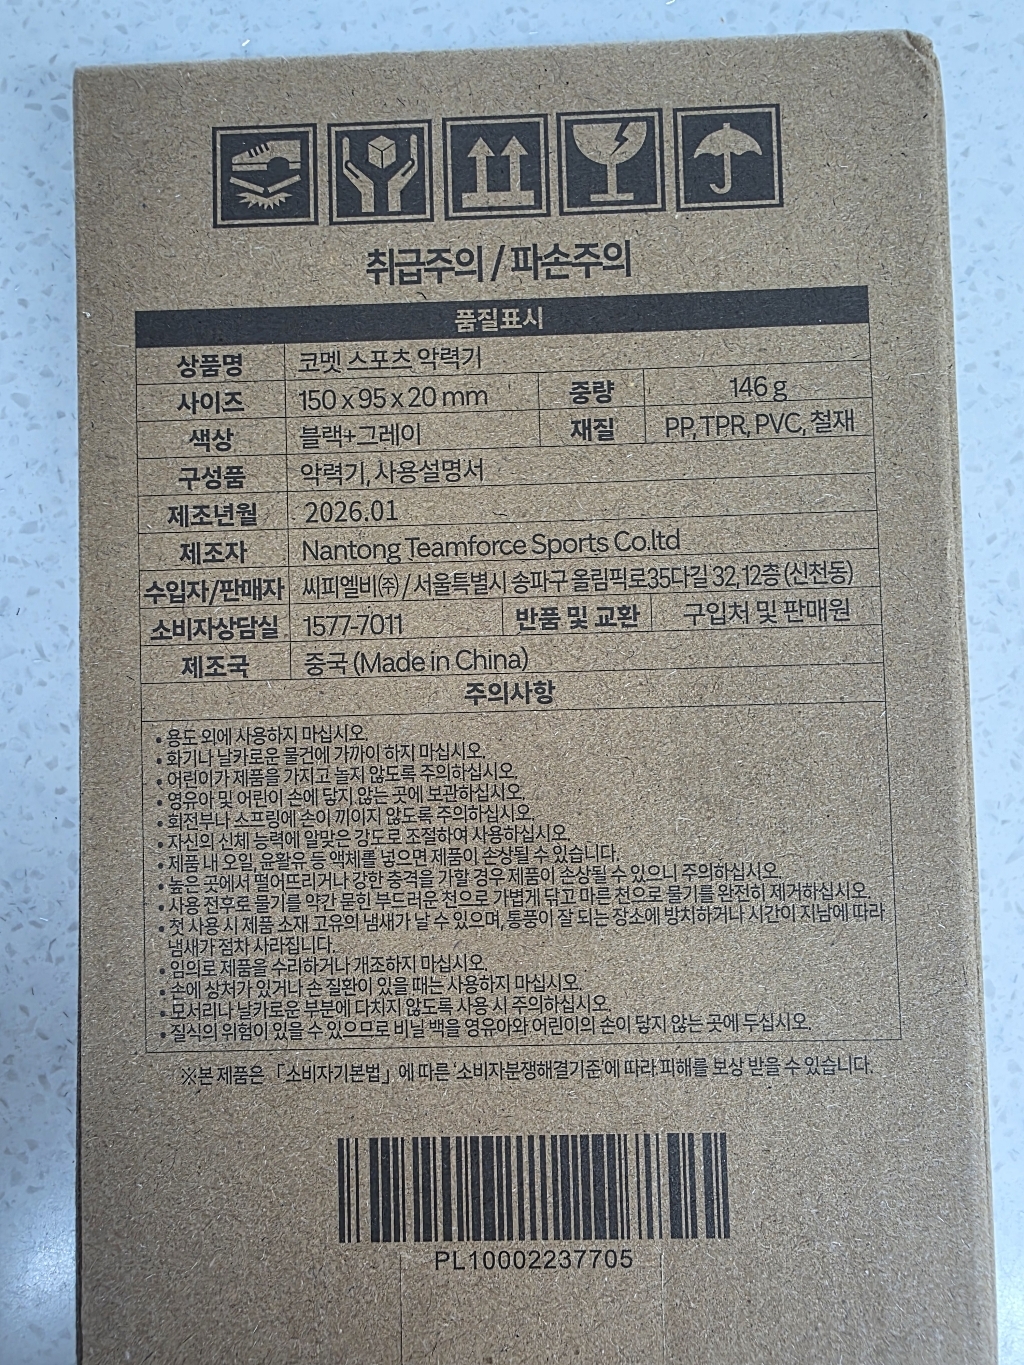 취급주의 / 파손주의
품질표시
상품명 코멧 스포츠 악력기
사이즈 150 x 95 x 20 mm 중량 146 g
색상 블랙+그레이 재질 PP, TPR, PVC, 철재
구성품 악력기, 사용설명서
제조년월 2026.01
제조자 Nantong Teamforce Sports Co.ltd
수입자/판매자 씨피엘비㈜ / 서울특별시 송파구 올림픽로35다길 32, 12층 (신천동)
소비자상담실 1577-7011 반품 및 교환 구입처 및 판매원
제조국 중국 (Made in China)
주의사항
• 용도 외에 사용하지 마십시오.
• 화기나 날카로운 물건에 가까이 하지 마십시오.
• 어린이가 제품을 가지고 놀지 않도록 주의하십시오.
• 영유아 및 어린이 손에 닿지 않는 곳에 보관하십시오.
• 회전부나 스프링에 손이 끼이지 않도록 주의하십시오.
• 자신의 신체 능력에 알맞은 강도로 조절하여 사용하십시오.
• 제품 내 오일, 윤활유 등 액체를 넣으면 제품이 손상될 수 있습니다.
• 높은 곳에서 떨어뜨리거나 강한 충격을 가할 경우 제품이 손상될 수 있으니 주의하십시오.
• 사용 전후로 물기를 약간 묻힌 부드러운 천으로 가볍게 닦고 마른 천으로 물기를 완전히 제거하십시오.
• 첫 사용 시 제품 소재 고유의 냄새가 날 수 있으며, 통풍이 잘 되는 장소에 방치하거나 시간이 지남에 따라
냄새가 점차 사라집니다.
• 임의로 제품을 수리하거나 개조하지 마십시오.
• 손에 상처가 있거나 손 질환이 있을 때는 사용하지 마십시오.
• 모서리나 날카로운 부분에 다치지 않도록 사용 시 주의하십시오.
• 질식의 위험이 있을 수 있으므로 비닐 백을 영유아와 어린이의 손이 닿지 않는 곳에 두십시오.
※본 제품은 「소비자기본법」에 따른 '소비자분쟁해결기준'에 따라 피해를 보상 받을 수 있습니다.
PL10002237705